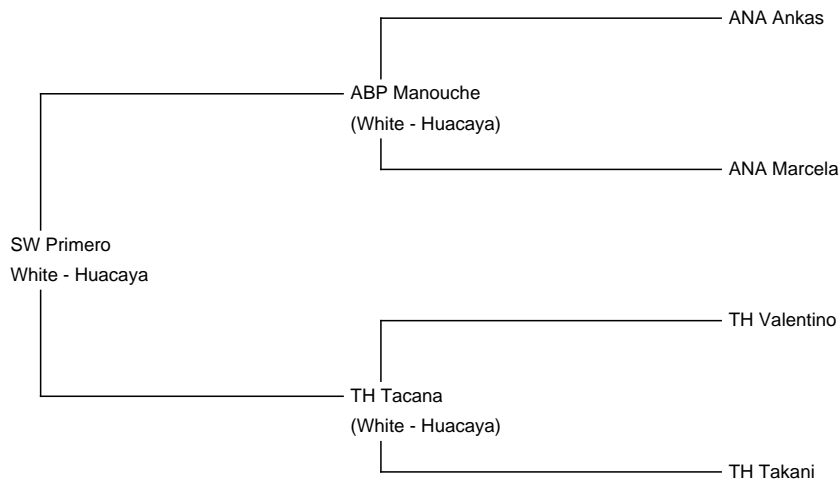 ANA Ankas
ABP Manouche
(White - Huacaya)
ANA Marcela
SW Primero
White - Huacaya
TH Valentino
TH Tacana
(White - Huacaya)
TH Takani